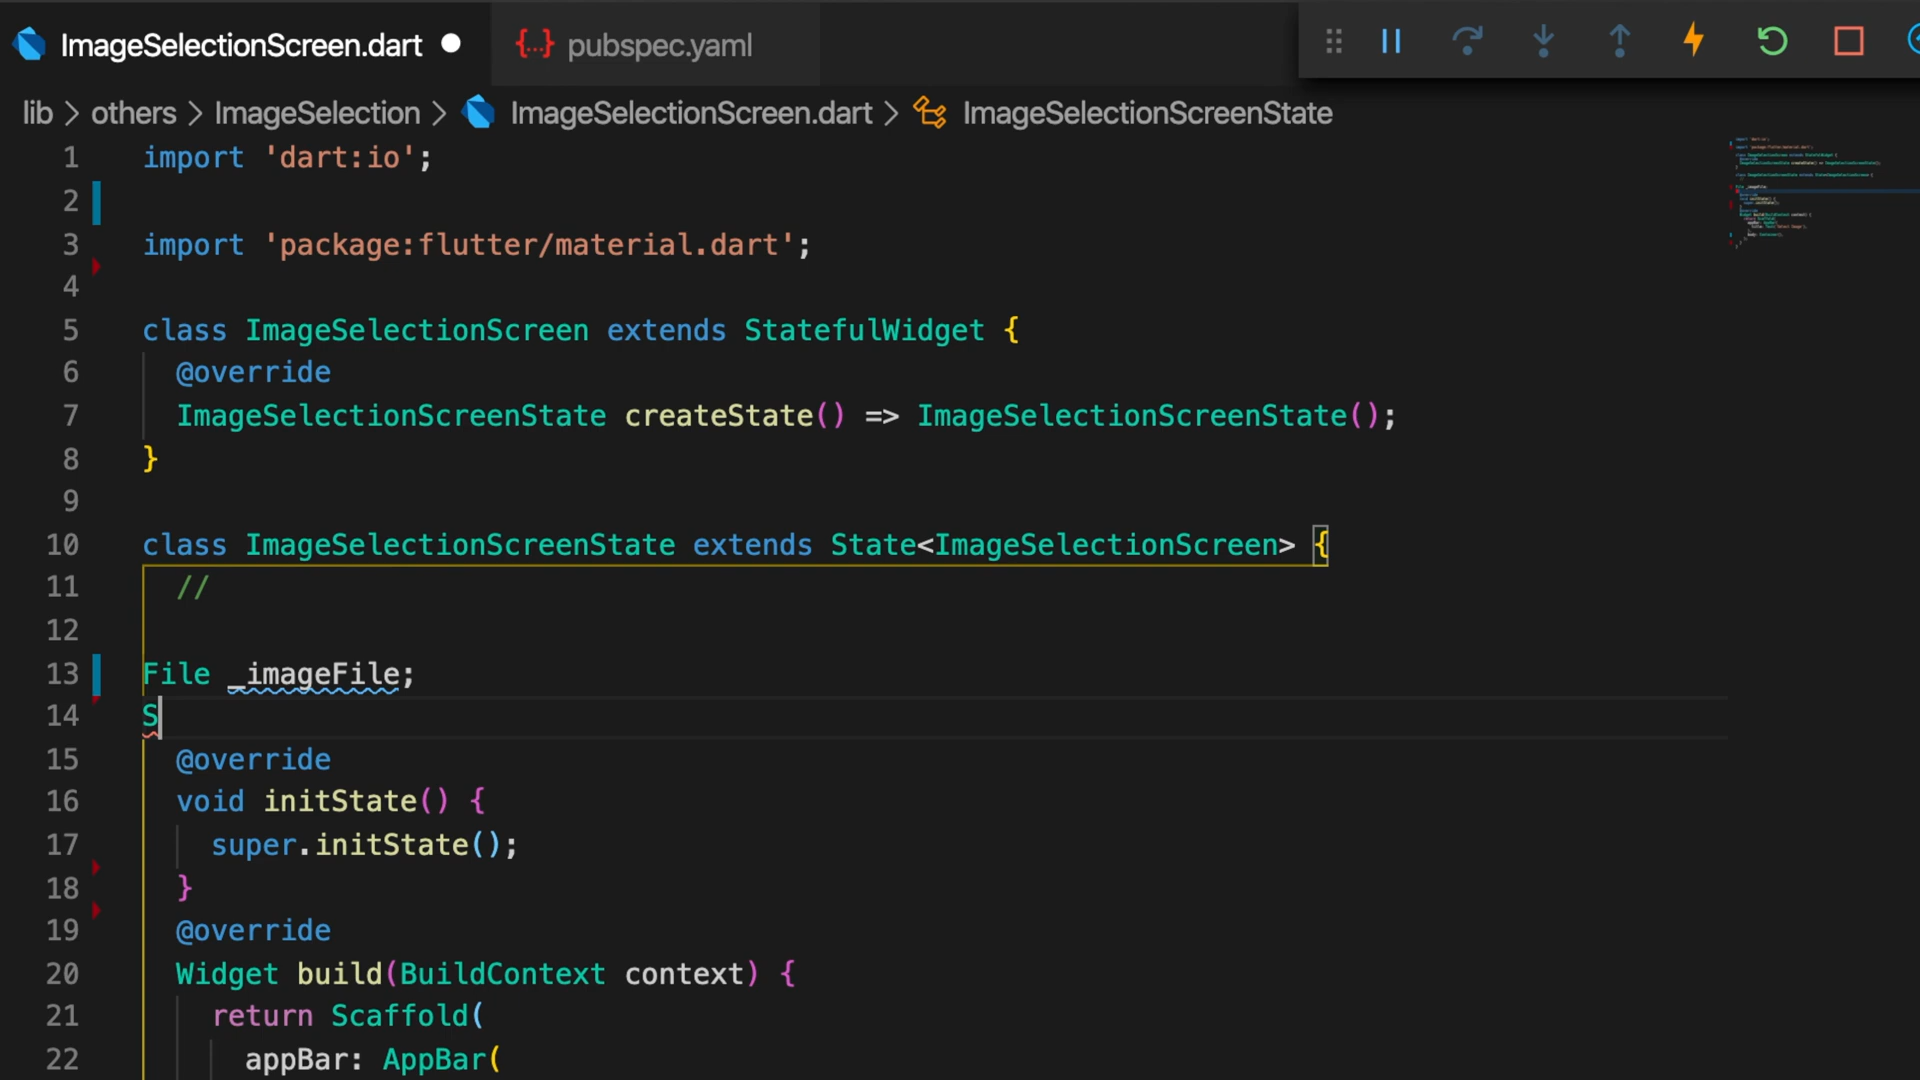 ImageSelectionScreen.dart
{...} pubspec.yaml
lib > others > ImageSelection > ImageSelectionScreen.dart > ImageSelectionScreenState
1 import 'dart:io';
2
3 import 'package:flutter/material.dart';
4
5 class ImageSelectionScreen extends StatefulWidget {
6 @override
7 ImageSelectionScreenState createState() => ImageSelectionScreenState();
8 }
9
10 class ImageSelectionScreenState extends State<ImageSelectionScreen> {
11 //
12
13 File _imageFile;
14 S
15 @override
16 void initState() {
17 super.initState();
18 }
19 @override
20 Widget build(BuildContext context) {
21 return Scaffold(
22 appBar: AppBar(